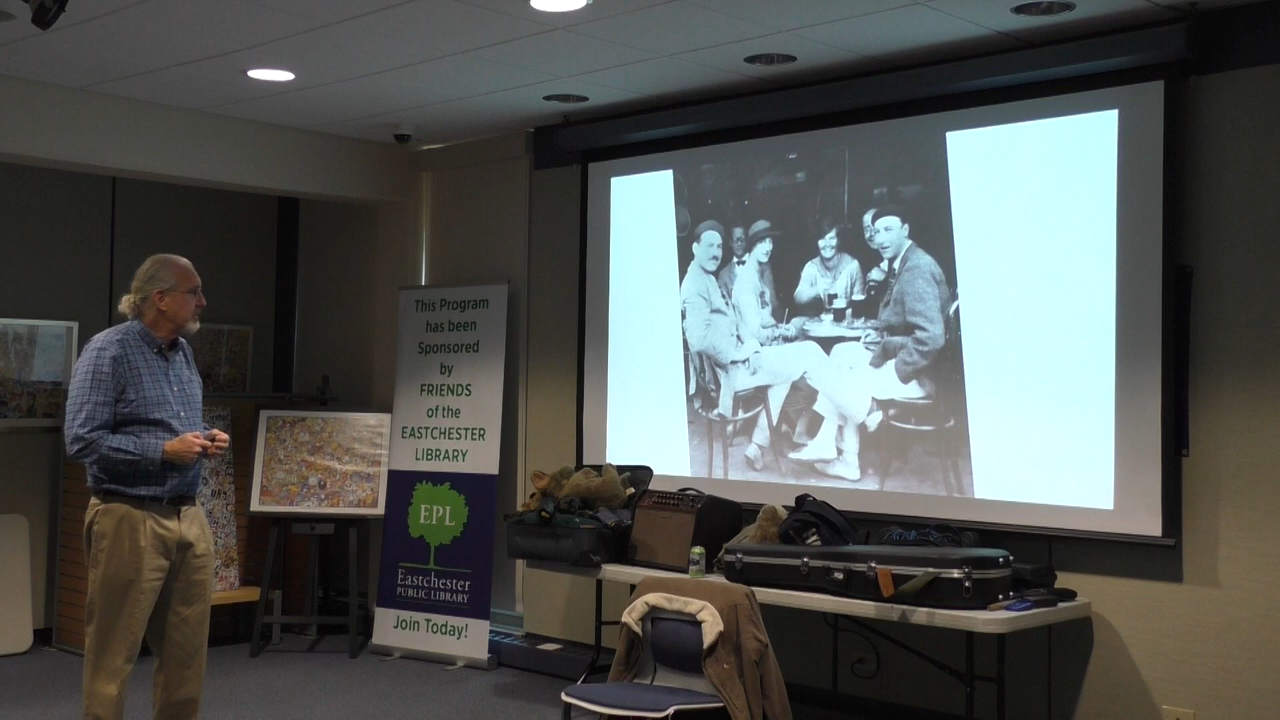 This Program
has been
Sponsored
by
FRIENDS
of the
EASTCHESTER
LIBRARY
EPL
Eastchester
PUBLIC LIBRARY
Join Today!